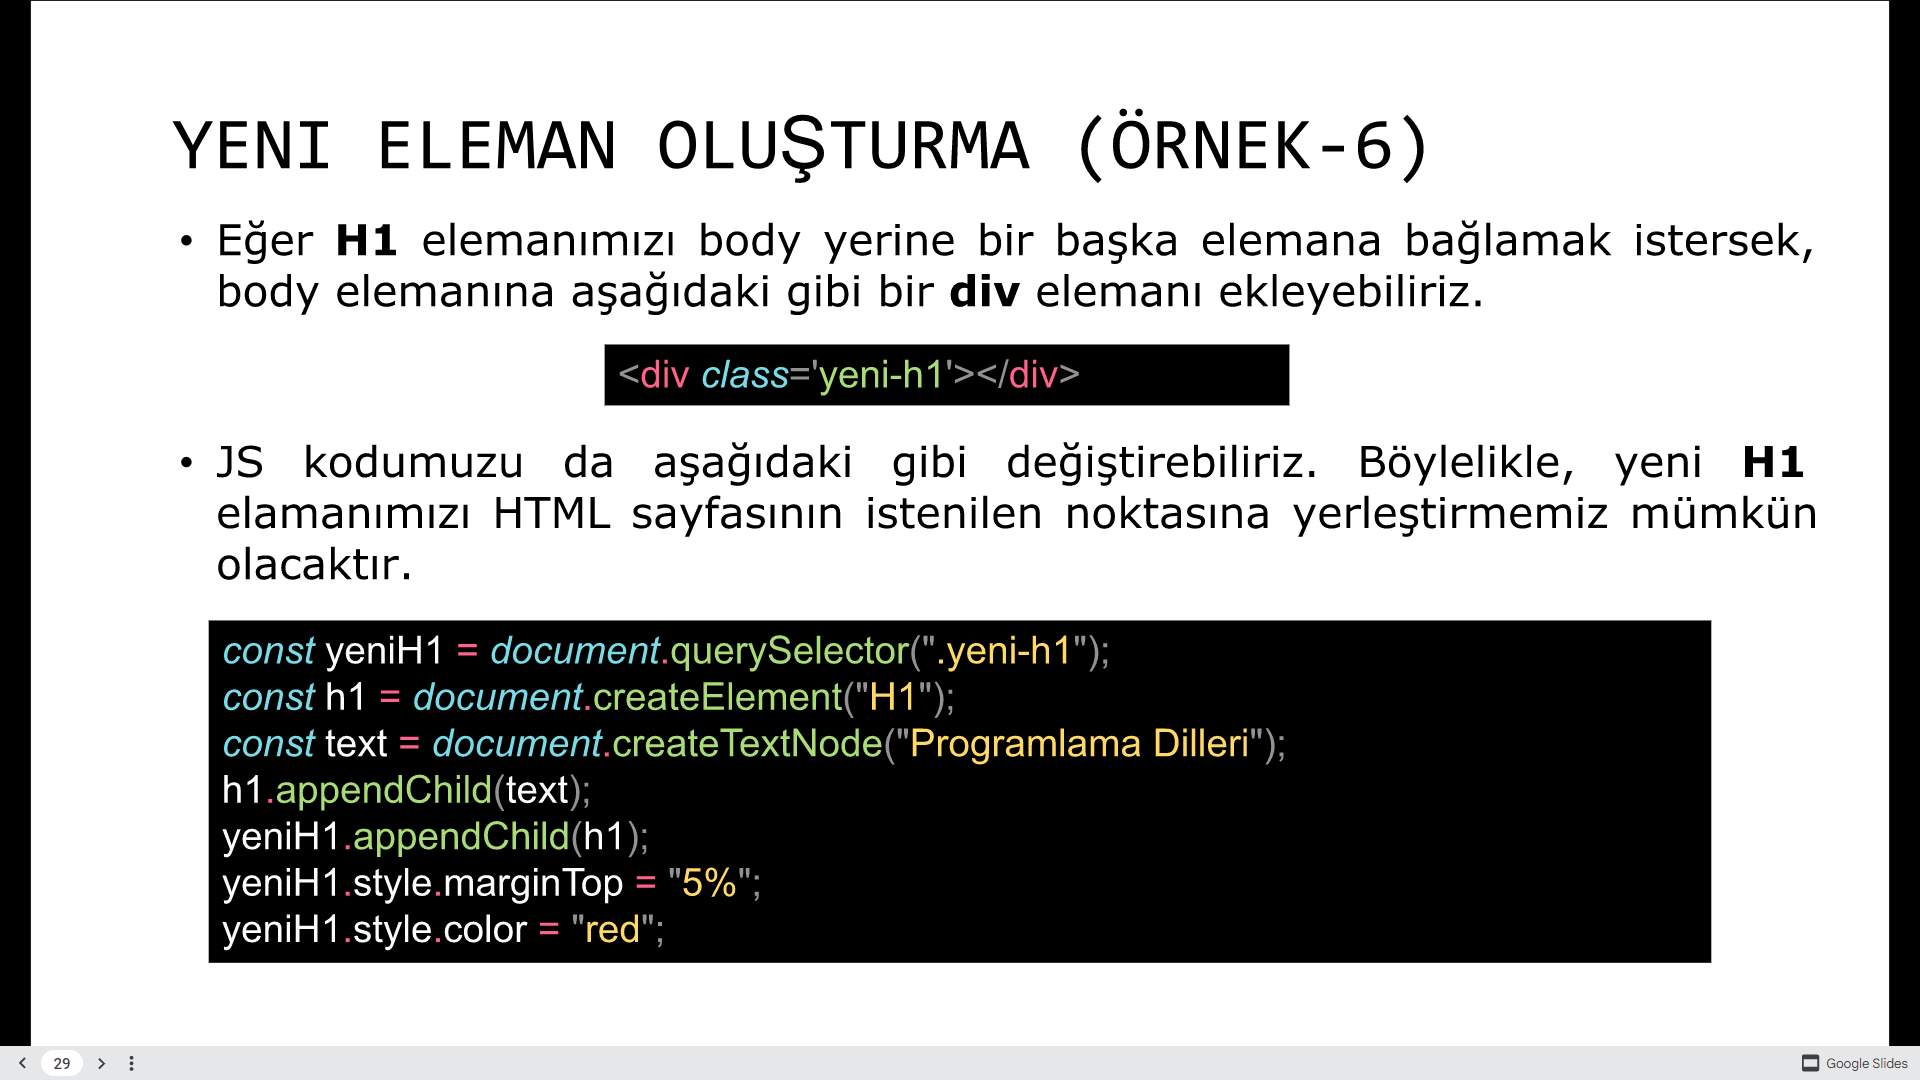 YENI ELEMAN OLUŞTURMA (ÖRNEK-6)
• Eğer H1 elemanımızı body yerine bir başka elemana bağlamak istersek,
body elemanına aşağıdaki gibi bir div elemanı ekleyebiliriz.
<div class='yeni-h1'></div>
• JS kodumuzu da aşağıdaki gibi değiştirebiliriz. Böylelikle, yeni H1
elamanımızı HTML sayfasının istenilen noktasına yerleştirmemiz mümkün
olacaktır.
const yeniH1 = document.querySelector(".yeni-h1");
const h1 = document.createElement("H1");
const text = document.createTextNode("Programlama Dilleri");
h1.appendChild(text);
yeniH1.appendChild(h1);
yeniH1.style.marginTop = "5%";
yeniH1.style.color = "red";
29
Google Slides